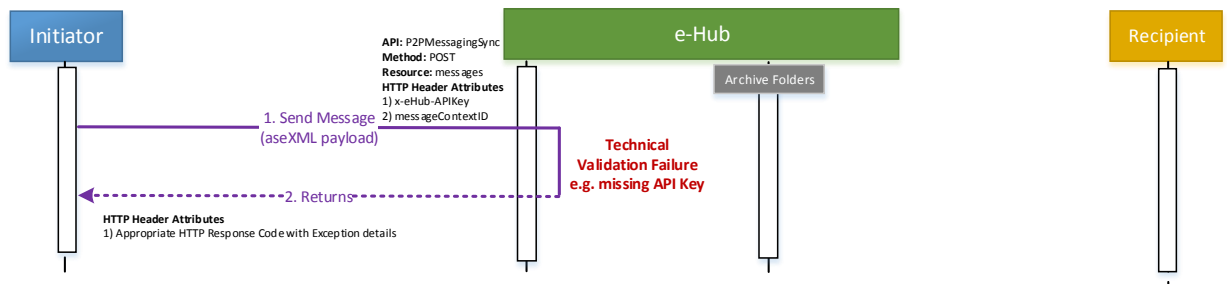 Initiator
e-Hub
Recipient
API: P2PMessagingSync
Method: POST
Resource: messages
HTTP Header Attributes
1) x-eHub-APIKey
2) messageContextID
Archive Folders
1. Send Message
(aseXML payload)
Technical
Validation Failure
e.g. missing API Key
2. Returns
HTTP Header Attributes
1) Appropriate HTTP Response Code with Exception details